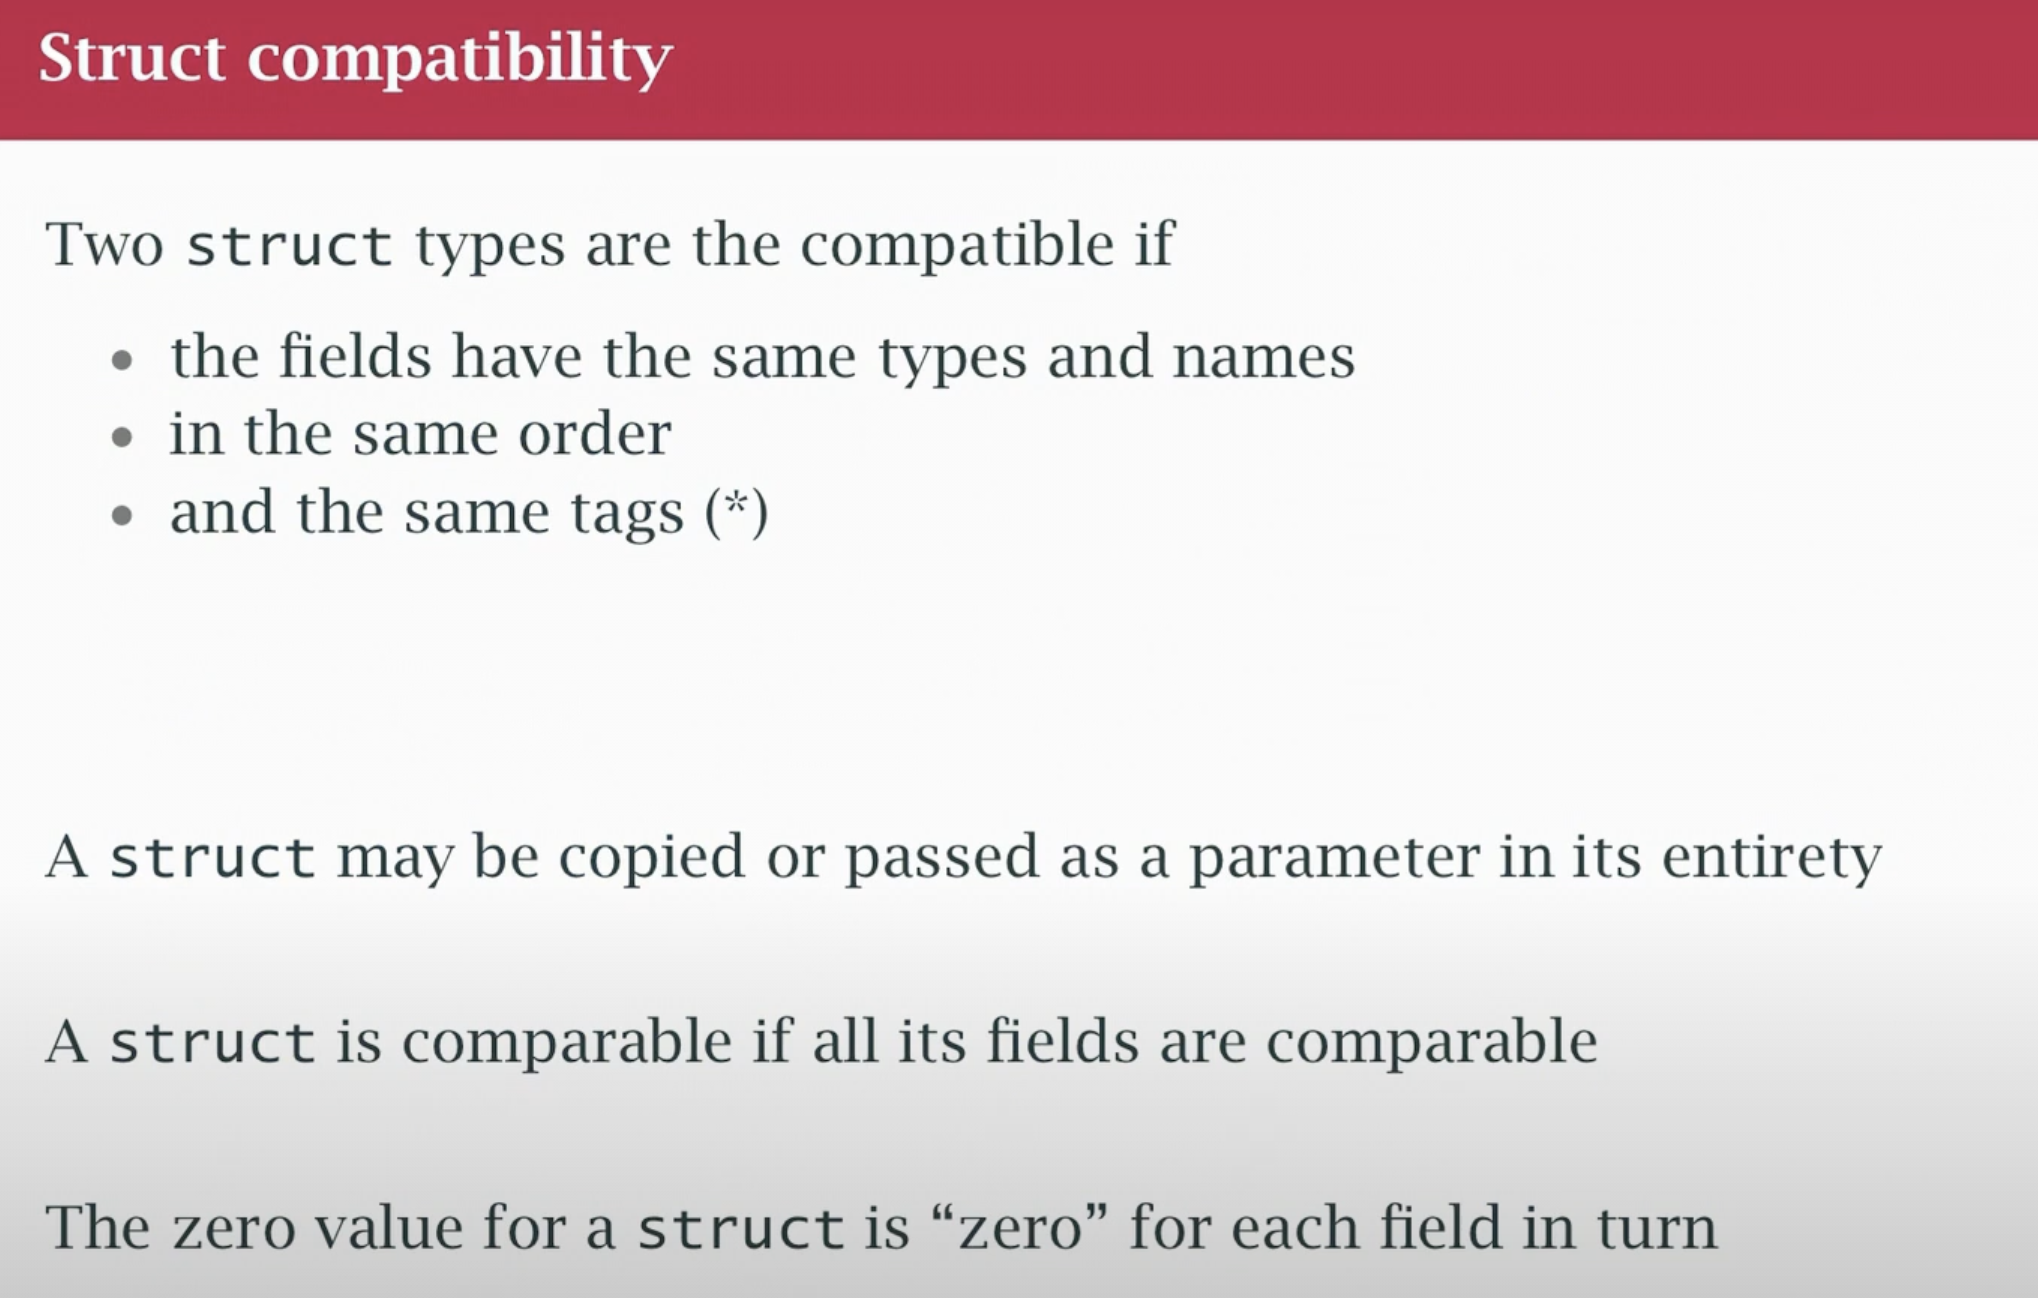 Struct compatibility
Two struct types are the compatible if
• the fields have the same types and names
• in the same order
• and the same tags (*)
A struct may be copied or passed as a parameter in its entirety
A struct is comparable if all its fields are comparable
The zero value for a struct is “zero” for each field in turn